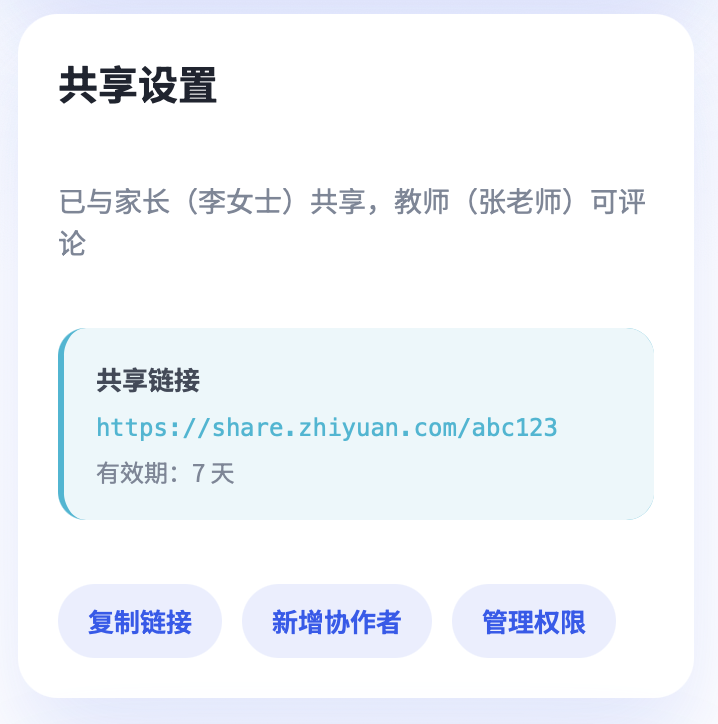 共享设置
已与家长（李女士）共享，教师（张老师）可评
论
共享链接
https://share.zhiyuan.com/abc123
有效期：7 天
复制链接
新增协作者
管理权限